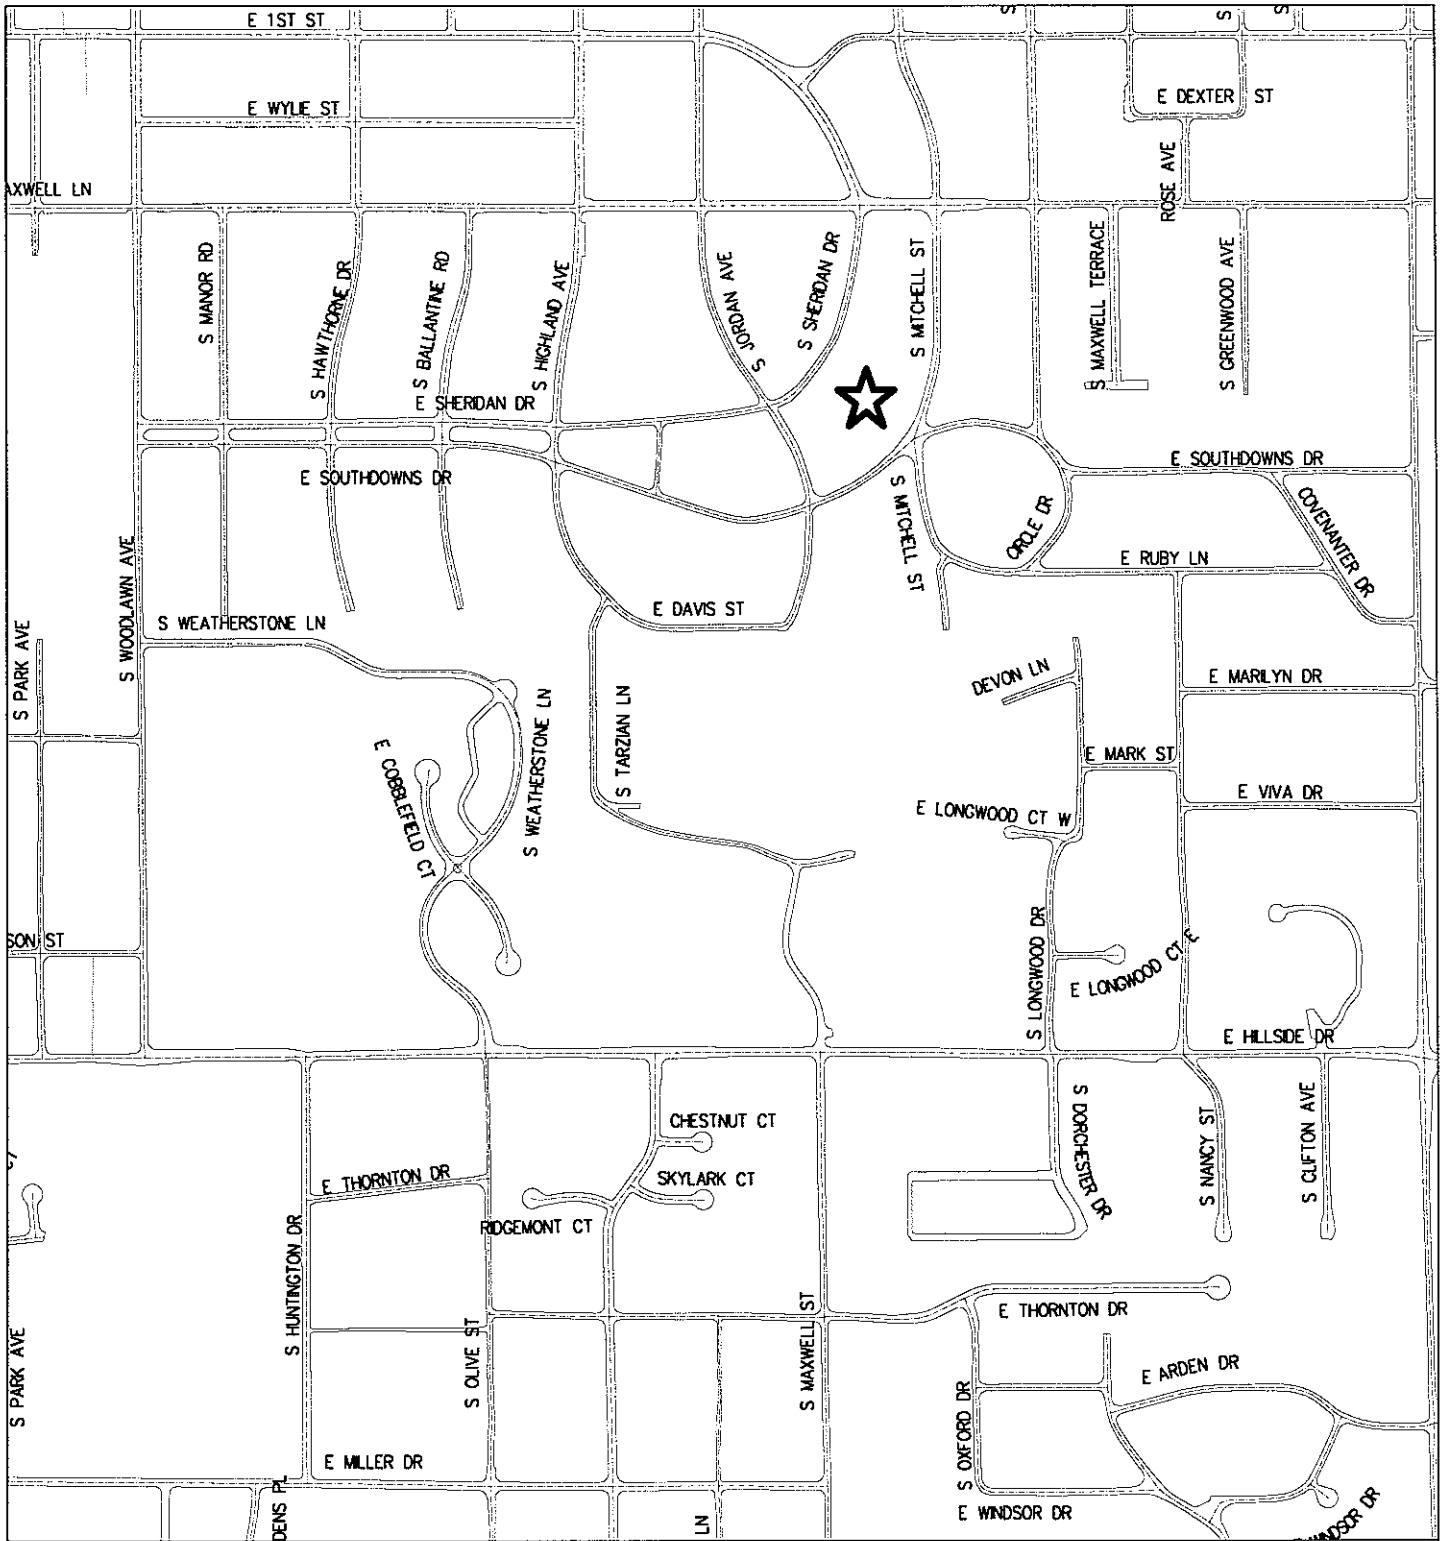 E 1ST ST
S
S
S
E WYLIE ST
E DEXTER ST
ROSE AVE
AXWELL LN
S MANOR RD
S HAWTHORNE DR
S BALLANTINE RD
S HIGHLAND AVE
S JORDAN AVE
S
S SHERIDAN DR
S MITCHELL ST
S MAXWELL TERRACE
S GREENWOOD AVE
E SHERIDAN DR
E SOUTHDOWNS DR
E SOUTHDOWNS DR
S MITCHELL ST
CIRCLE DR
COVENANTER DR
E RUBY LN
S WOODLAWN AVE
E DAVIS ST
S WEATHERSTONE LN
S PARK AVE
DEVON LN
E MARILYN DR
S WEATHERSTONE LN
S TARZIAN LN
E COBBLEFIELD CT
E MARK ST
E VIVA DR
E LONGWOOD CT W
SON ST
S LONGWOOD DR
E LONGWOOD CT E
E HILLSIDE DR
CHESTNUT CT
S DORCHESTER DR
S NANCY ST
S CLIFTON AVE
E THORNTON DR
SKYLARK CT
RIDGEMONT CT
S HUNTINGTON DR
S OLIVE ST
S MAXWELL ST
E THORNTON DR
S PARK AVE
E ARDEN DR
S OXFORD DR
E MILLER DR
DENS PL
LN
E WINDSOR DR
WINDSOR DR